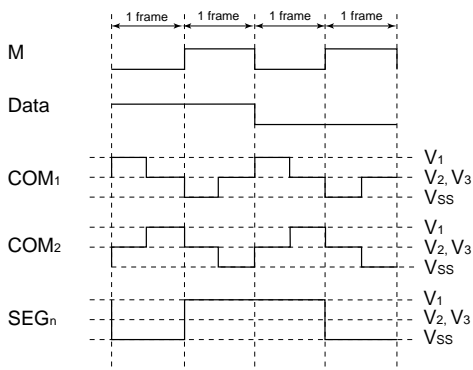 1 frame 1 frame 1 frame 1 frame
M
Data
V1
COM1 V2, V3
VSS
V1
COM2 V2, V3
VSS
V1
SEGn V2, V3
VSS